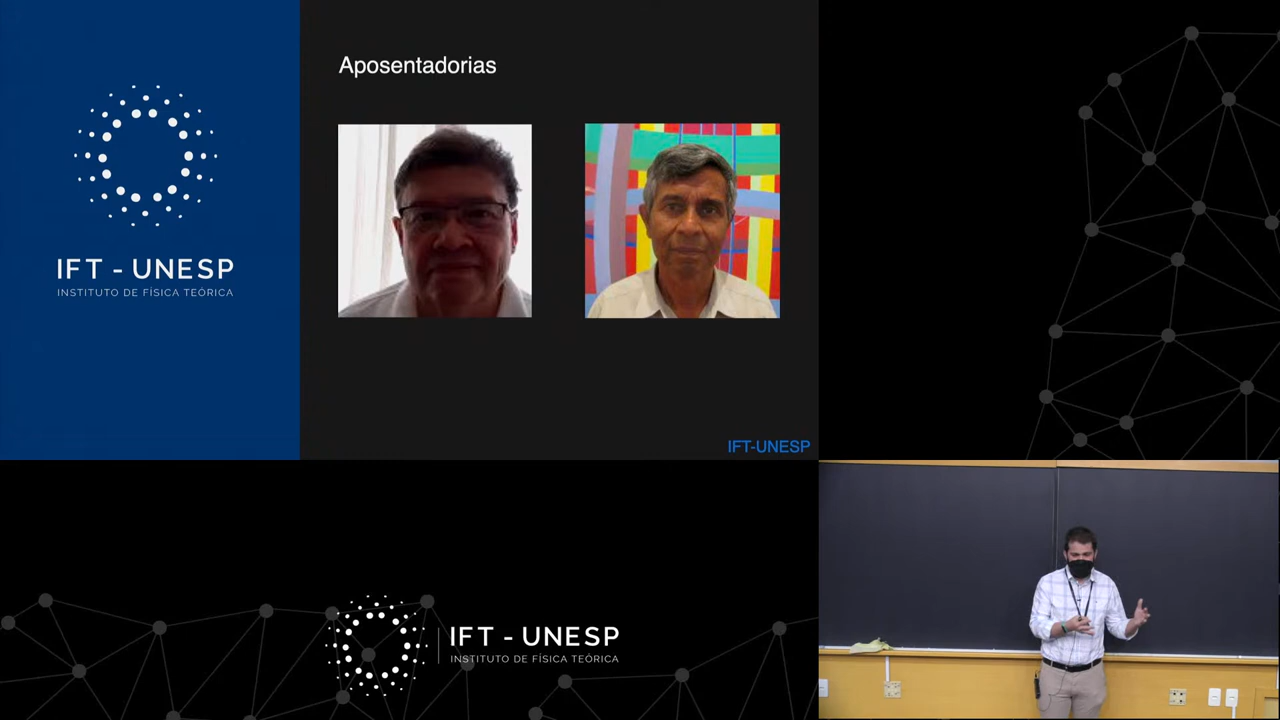 Aposentadorias
IFT - UNESP
INSTITUTO DE FÍSICA TEÓRICA
IFT-UNESP
IFT - UNESP
INSTITUTO DE FÍSICA TEÓRICA